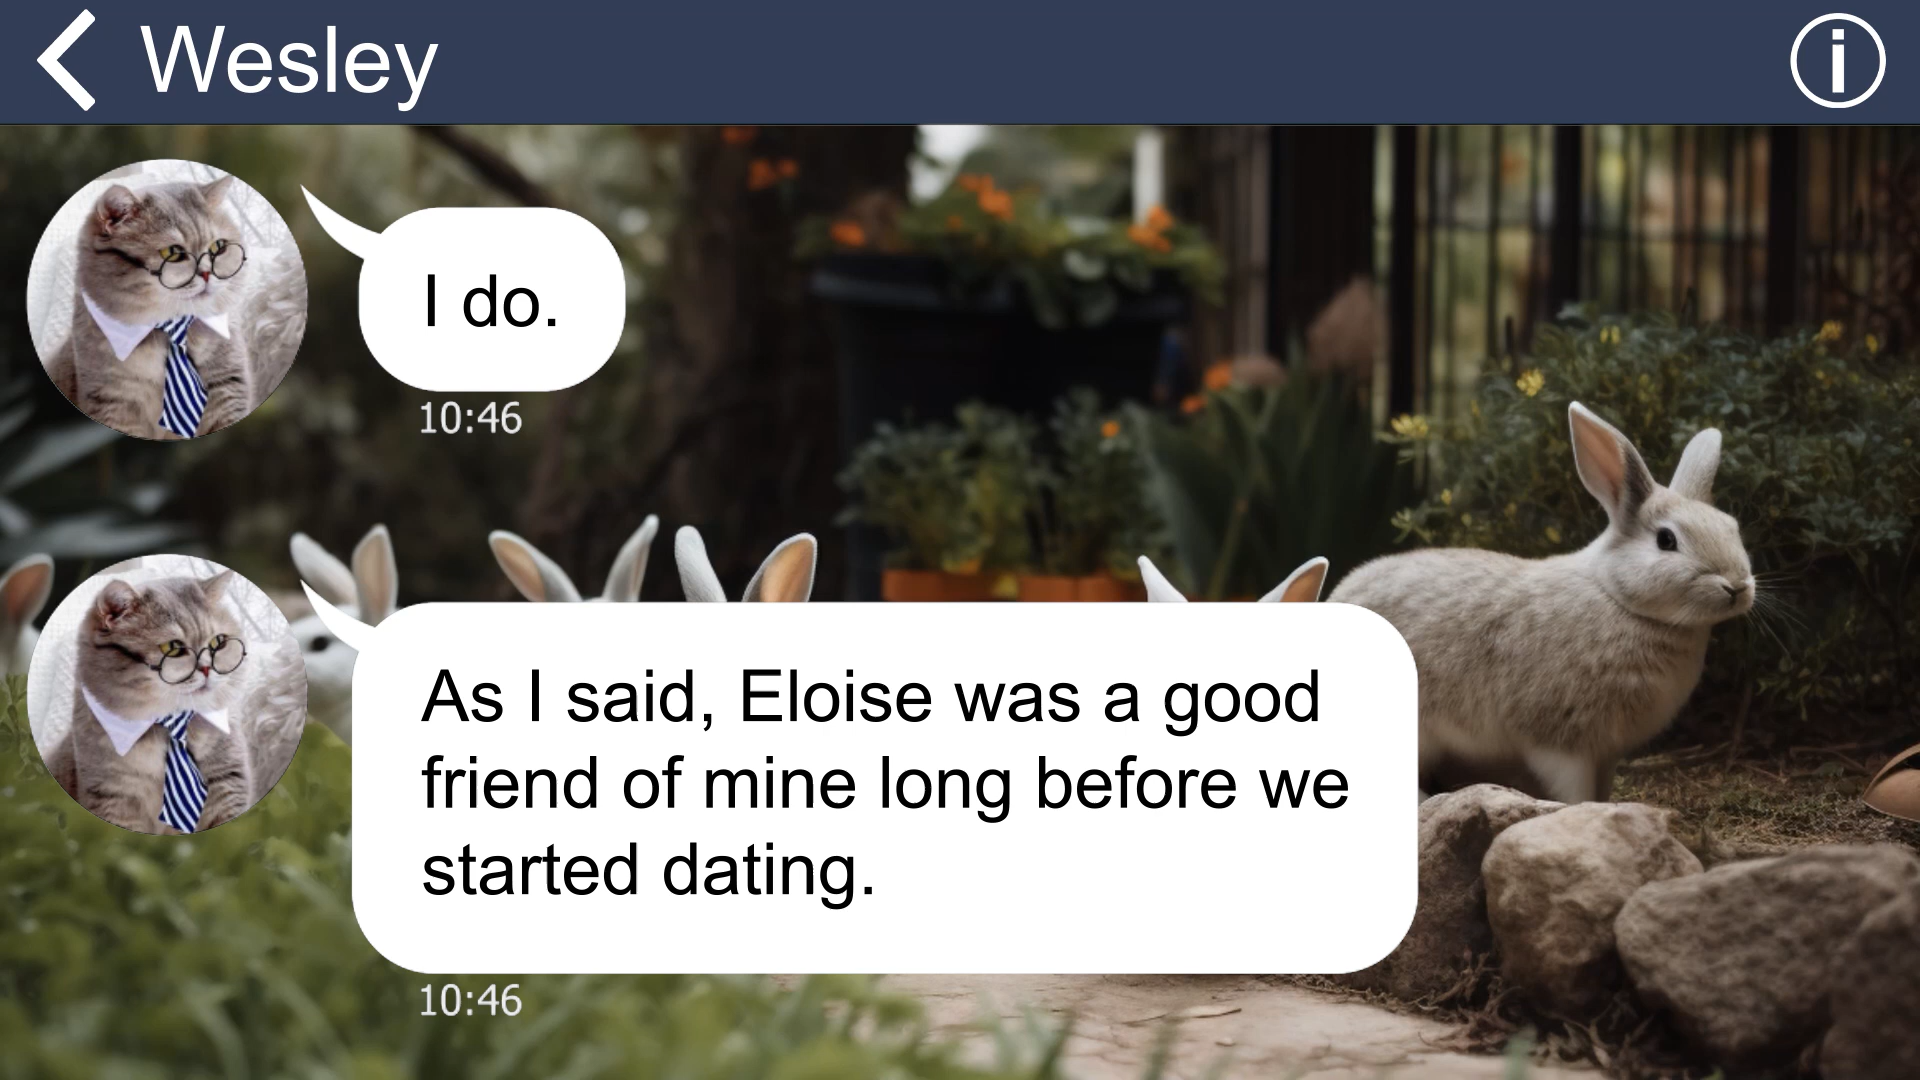 Wesley
I do.
10:46
As I said, Eloise was a good
friend of mine long before we
started dating.
10:46